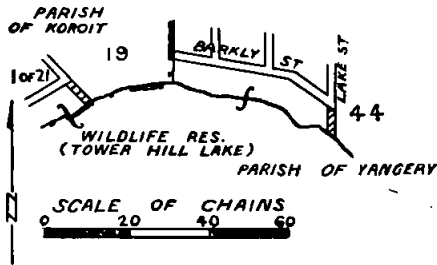 PARISH
OF KOROIT
19
BARKLY ST
LAKE ST
1 OF 21
44
WILDLIFE RES.
(TOWER HILL LAKE)
PARISH OF YANGERY
N
SCALE OF CHAINS
0 20 40 60